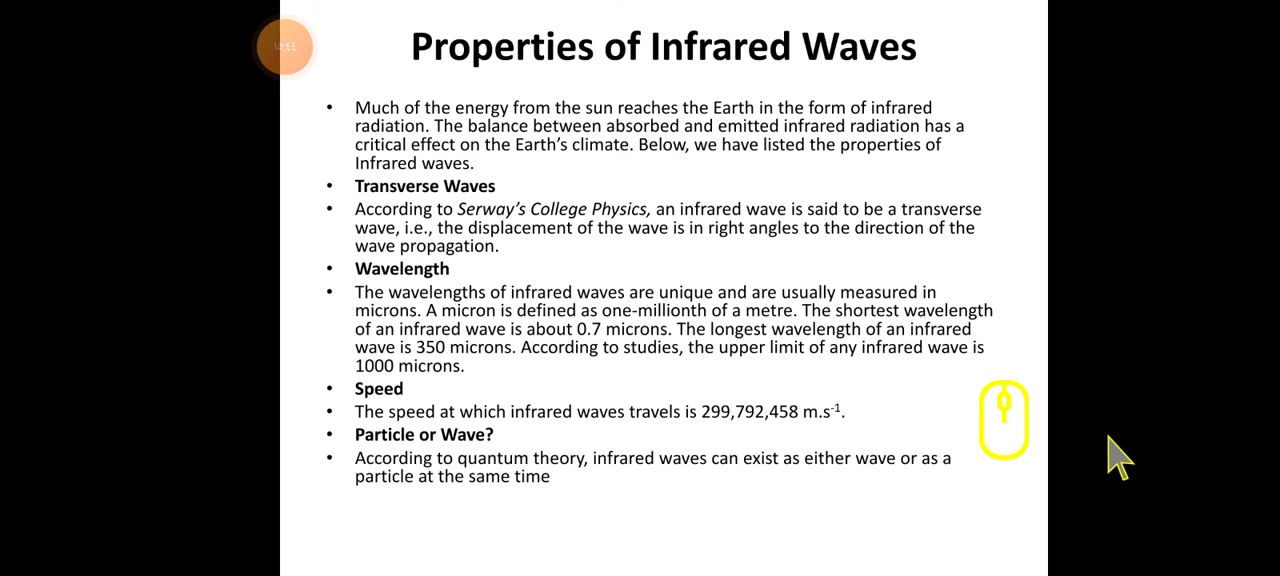 Properties of Infrared Waves
• Much of the energy from the sun reaches the Earth in the form of infrared
radiation. The balance between absorbed and emitted infrared radiation has a
critical effect on the Earth's climate. Below, we have listed the properties of
Infrared waves.
• Transverse Waves
• According to Serway's College Physics, an infrared wave is said to be a transverse
wave, i.e., the displacement of the wave is in right angles to the direction of the
wave propagation.
• Wavelength
• The wavelengths of infrared waves are unique and are usually measured in
microns. A micron is defined as one-millionth of a metre. The shortest wavelength
of an infrared wave is about 0.7 microns. The longest wavelength of an infrared
wave is 350 microns. According to studies, the upper limit of any infrared wave is
1000 microns.
• Speed
• The speed at which infrared waves travels is 299,792,458 m.s⁻¹.
• Particle or Wave?
• According to quantum theory, infrared waves can exist as either wave or as a
particle at the same time